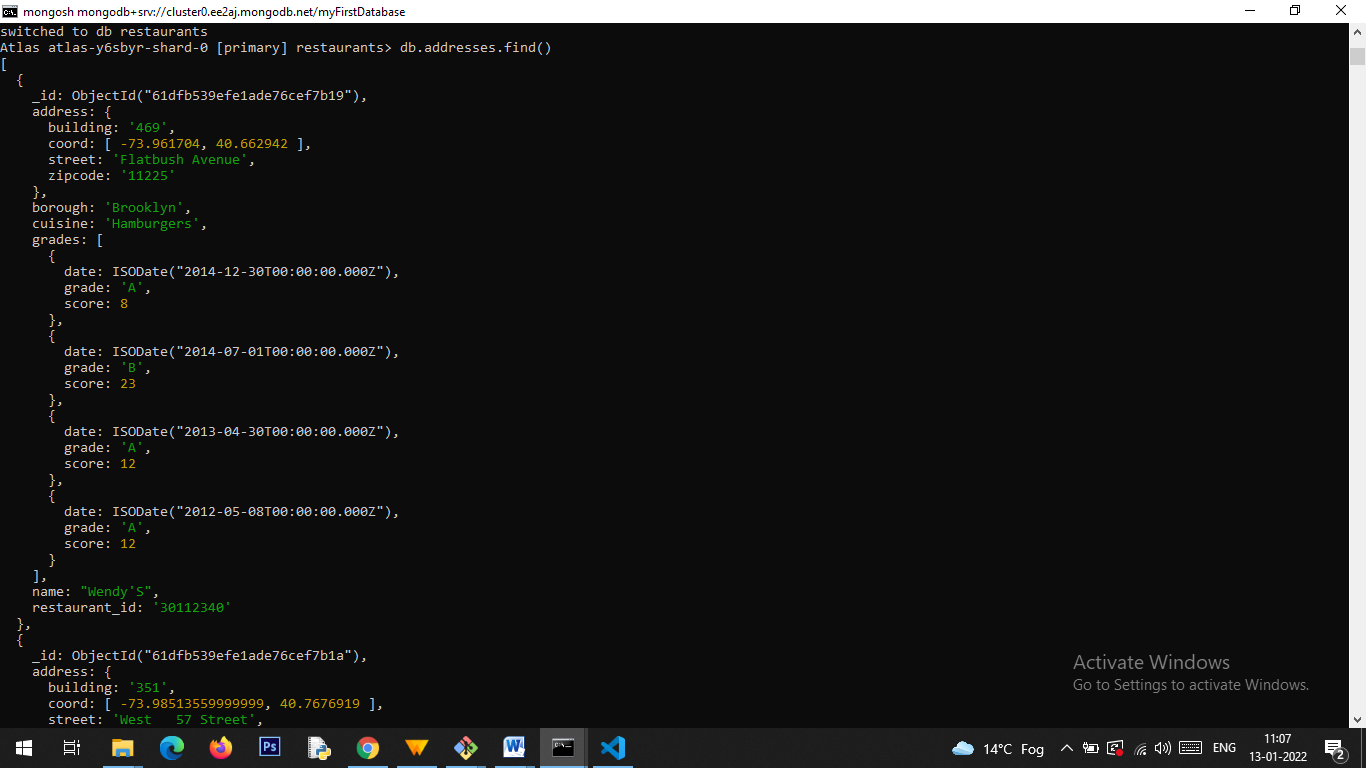 mongosh mongodb+srv://cluster0.ee2aj.mongodb.net/myFirstDatabase
switched to db restaurants
Atlas atlas-y6sbyr-shard-0 [primary] restaurants> db.addresses.find()
[
  {
    _id: ObjectId("61dfb539efe1ade76cef7b19"),
    address: {
      building: '469',
      coord: [ -73.961704, 40.662942 ],
      street: 'Flatbush Avenue',
      zipcode: '11225'
    },
    borough: 'Brooklyn',
    cuisine: 'Hamburgers',
    grades: [
      {
        date: ISODate("2014-12-30T00:00:00.000Z"),
        grade: 'A',
        score: 8
      },
      {
        date: ISODate("2014-07-01T00:00:00.000Z"),
        grade: 'B',
        score: 23
      },
      {
        date: ISODate("2013-04-30T00:00:00.000Z"),
        grade: 'A',
        score: 12
      },
      {
        date: ISODate("2012-05-08T00:00:00.000Z"),
        grade: 'A',
        score: 12
      }
    ],
    name: "Wendy'S",
    restaurant_id: '30112340'
  },
  {
    _id: ObjectId("61dfb539efe1ade76cef7b1a"),
    address: {
      building: '351',
      coord: [ -73.98513559999999, 40.7676919 ],
      street: 'West   57 Street',
Activate Windows
Go to Settings to activate Windows.
Ps
14°C Fog
ENG
11:07
13-01-2022
2